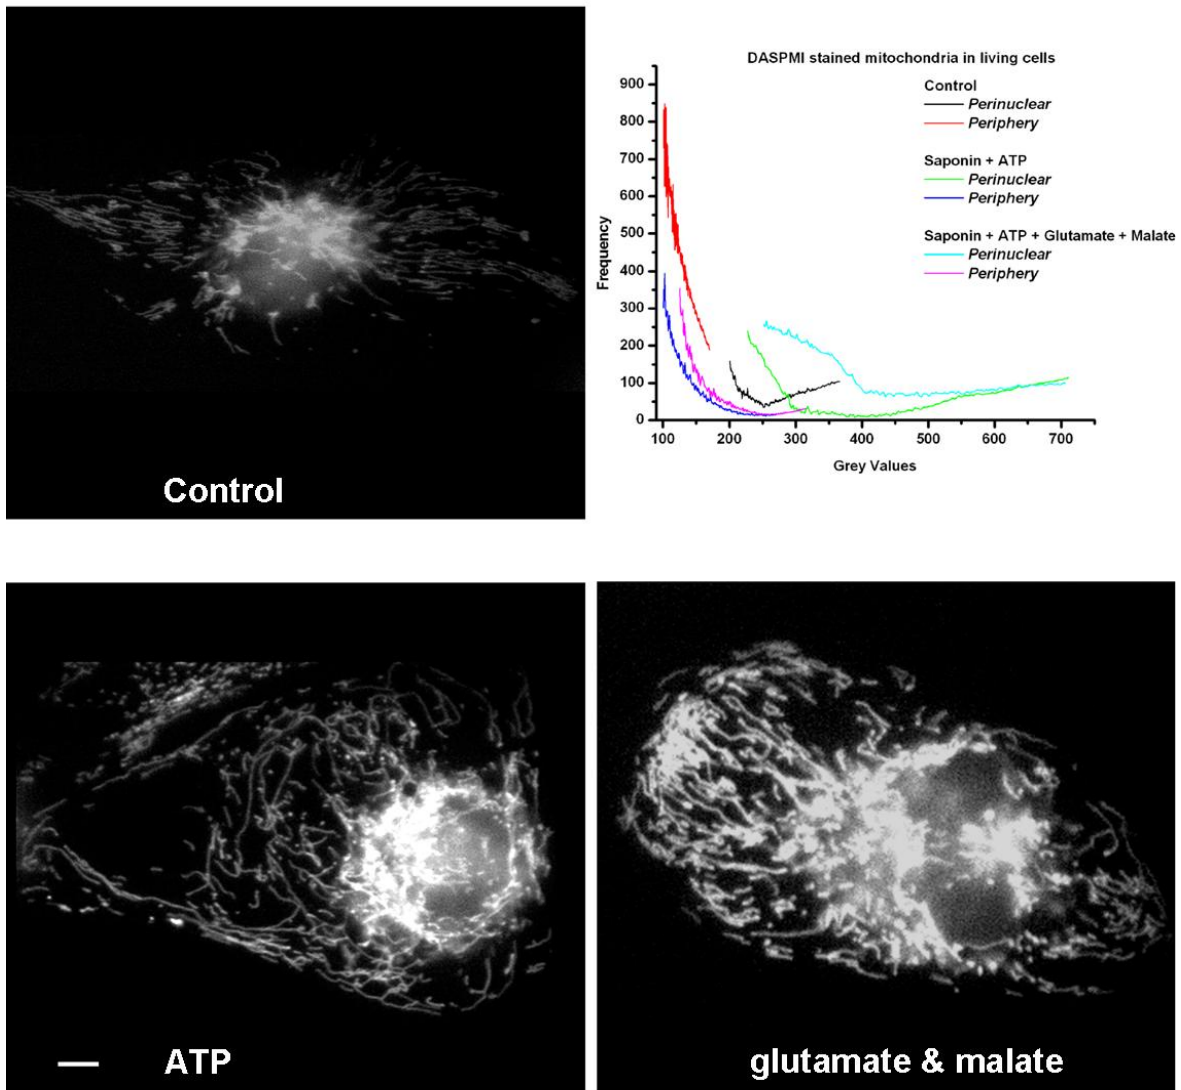 Control
DASPMI stained mitochondria in living cells
Control
Perinuclear
Periphery
Saponin + ATP
Perinuclear
Periphery
Saponin + ATP + Glutamate + Malate
Perinuclear
Periphery
Frequency
900
800
700
600
500
400
300
200
100
0
100 200 300 400 500 600 700
Grey Values
ATP
glutamate & malate